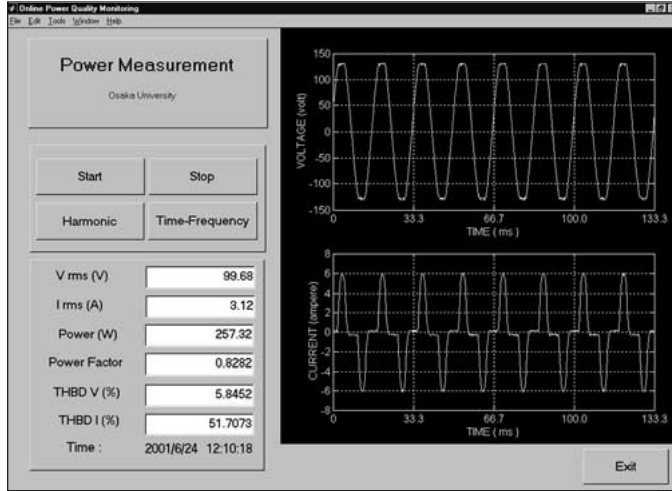 Online Power Quality Monitoring
File Edit Tools Window Help
Power Measurement
Osaka University
Start Stop
Harmonic Time-Frequency
V rms (V) 99.68
I rms (A) 3.12
Power (W) 257.32
Power Factor 0.8282
THBD V (%) 5.8452
THBD I (%) 51.7073
Time : 2001/6/24 12:10:18
VOLTAGE (volt)
150
100
50
0
-50
-100
-150
0 33.3 66.7 100.0 133.3
TIME ( ms )
CURRENT (ampere)
8
6
4
2
0
-2
-4
-6
-8
0 33.3 66.7 100.0 133.3
TIME ( ms )
Exit